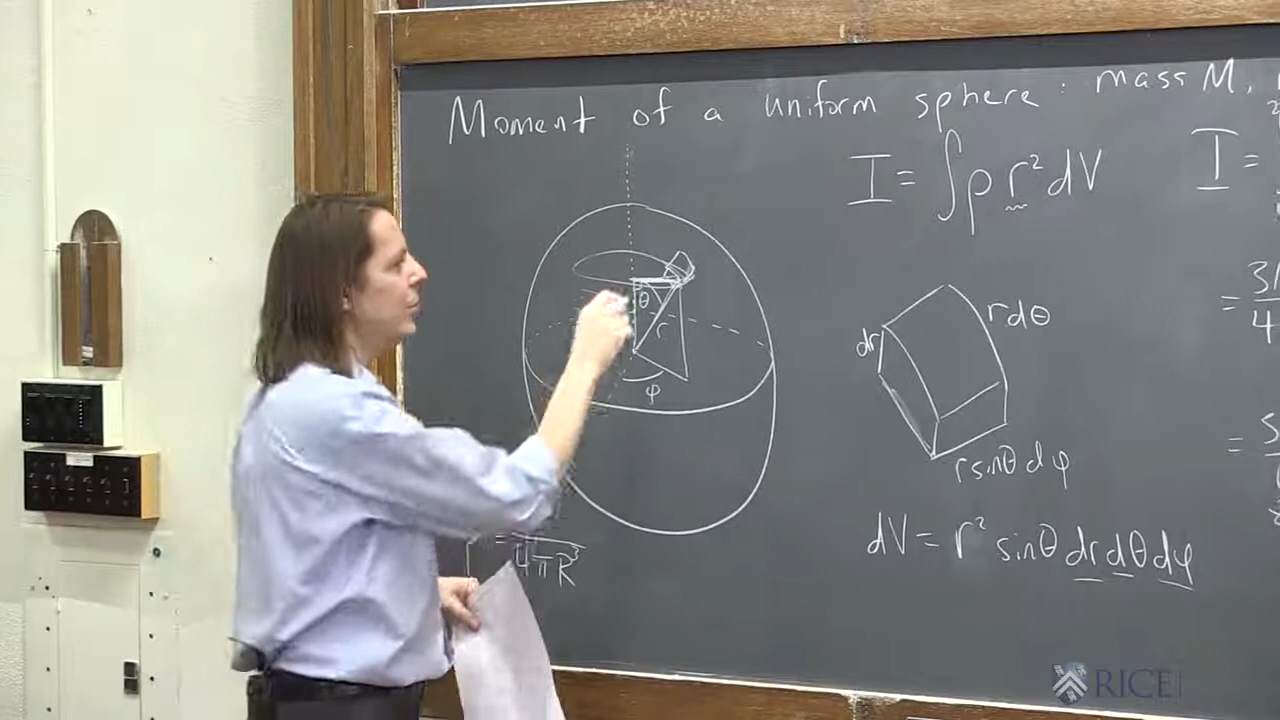 Moment of a uniform sphere: mass M,
I = ∫ρ r² dV
I =
θ
r
φ
dr
r dθ
r sinθ dφ
dV = r² sinθ dr dθ dφ
= 3
4
=
4πR³
RICE